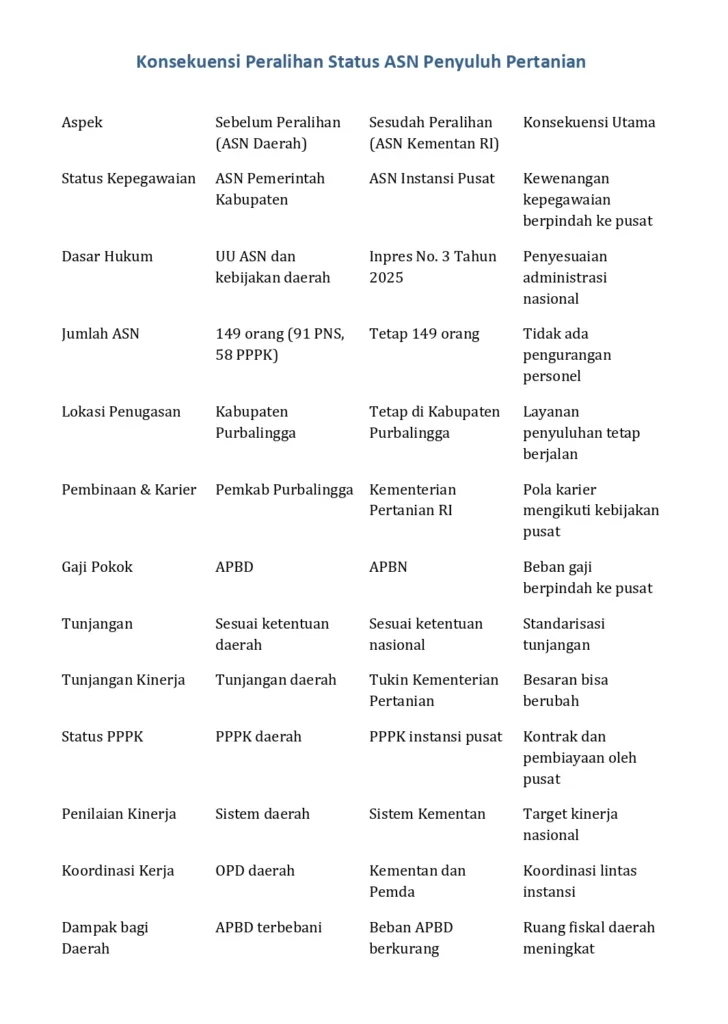 Konsekuensi Peralihan Status ASN Penyuluh Pertanian
Aspek Sebelum Peralihan Sesudah Peralihan Konsekuensi Utama
(ASN Daerah) (ASN Kementan RI)
Status Kepegawaian ASN Pemerintah ASN Instansi Pusat Kewenangan
Kabupaten kepegawaian
berpindah ke pusat
Dasar Hukum UU ASN dan Inpres No. 3 Tahun Penyesuaian
kebijakan daerah 2025 administrasi
nasional
Jumlah ASN 149 orang (91 PNS, Tetap 149 orang Tidak ada
58 PPPK) pengurangan
personel
Lokasi Penugasan Kabupaten Tetap di Kabupaten Layanan
Purbalingga Purbalingga penyuluhan tetap
berjalan
Pembinaan & Karier Pemkab Purbalingga Kementerian Pola karier
Pertanian RI mengikuti kebijakan
pusat
Gaji Pokok APBD APBN Beban gaji
berpindah ke pusat
Tunjangan Sesuai ketentuan Sesuai ketentuan Standarisasi
daerah nasional tunjangan
Tunjangan Kinerja Tunjangan daerah Tukin Kementerian Besaran bisa
Pertanian berubah
Status PPPK PPPK daerah PPPK instansi pusat Kontrak dan
pembiayaan oleh
pusat
Penilaian Kinerja Sistem daerah Sistem Kementan Target kinerja
nasional
Koordinasi Kerja OPD daerah Kementan dan Koordinasi lintas
Pemda instansi
Dampak bagi APBD terbebani Beban APBD Ruang fiskal daerah
Daerah berkurang meningkat